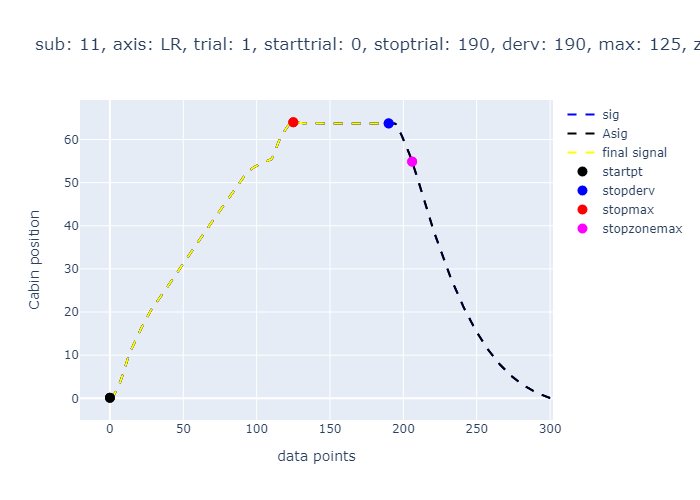 sub: 11, axis: LR, trial: 1, starttrial: 0, stoptrial: 190, derv: 190, max: 125, z
60
50
40
30
20
10
0
Cabin position
0 50 100 150 200 250 300
data points
sig
Asig
final signal
startpt
stopderv
stopmax
stopzonemax